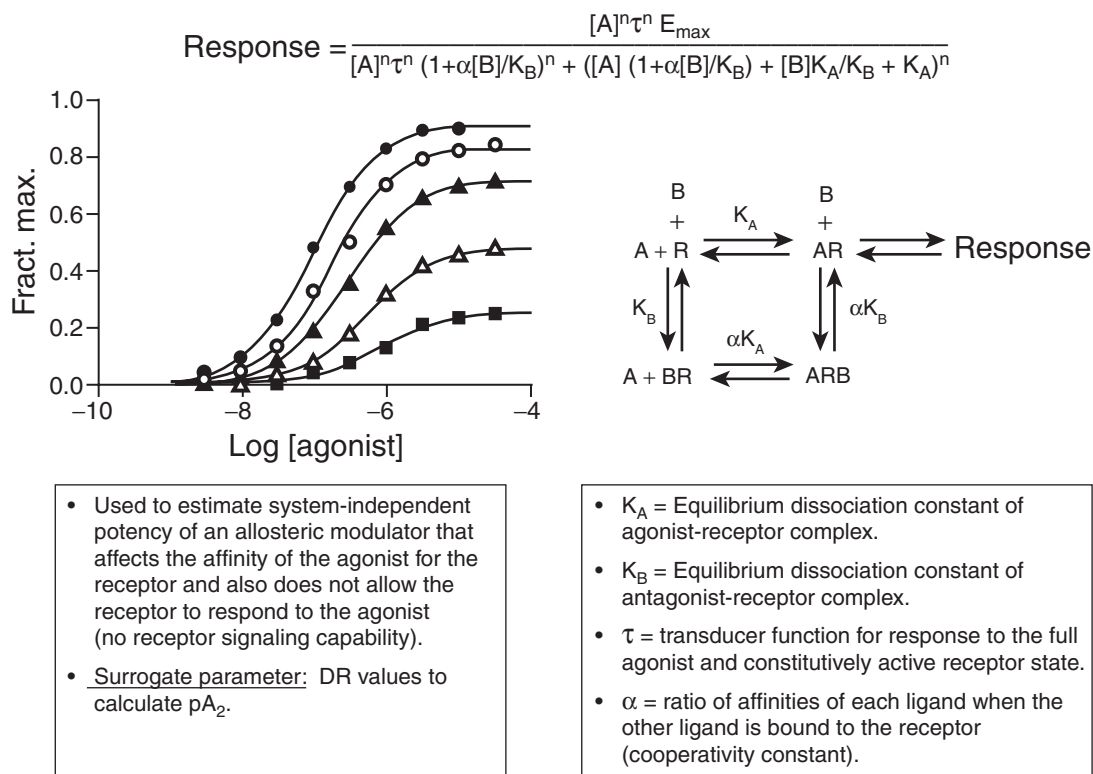 Response = [A]ⁿτⁿ E_max
[A]ⁿτⁿ (1+α[B]/K_B)ⁿ + ([A] (1+α[B]/K_B) + [B]K_A/K_B + K_A)ⁿ
Fract. max.
1.0
0.8
0.6
0.4
0.2
0.0
−10
−8
−6
−4
Log [agonist]
B
B
+
K_A
+
A + R
AR
Response
K_B
αK_B
αK_A
A + BR
ARB
• Used to estimate system-independent
potency of an allosteric modulator that
affects the affinity of the agonist for the
receptor and also does not allow the
receptor to respond to the agonist
(no receptor signaling capability).
• Surrogate parameter: DR values to
calculate pA₂.
• K_A = Equilibrium dissociation constant of
agonist-receptor complex.
• K_B = Equilibrium dissociation constant of
antagonist-receptor complex.
• τ = transducer function for response to the full
agonist and constitutively active receptor state.
• α = ratio of affinities of each ligand when the
other ligand is bound to the receptor
(cooperativity constant).